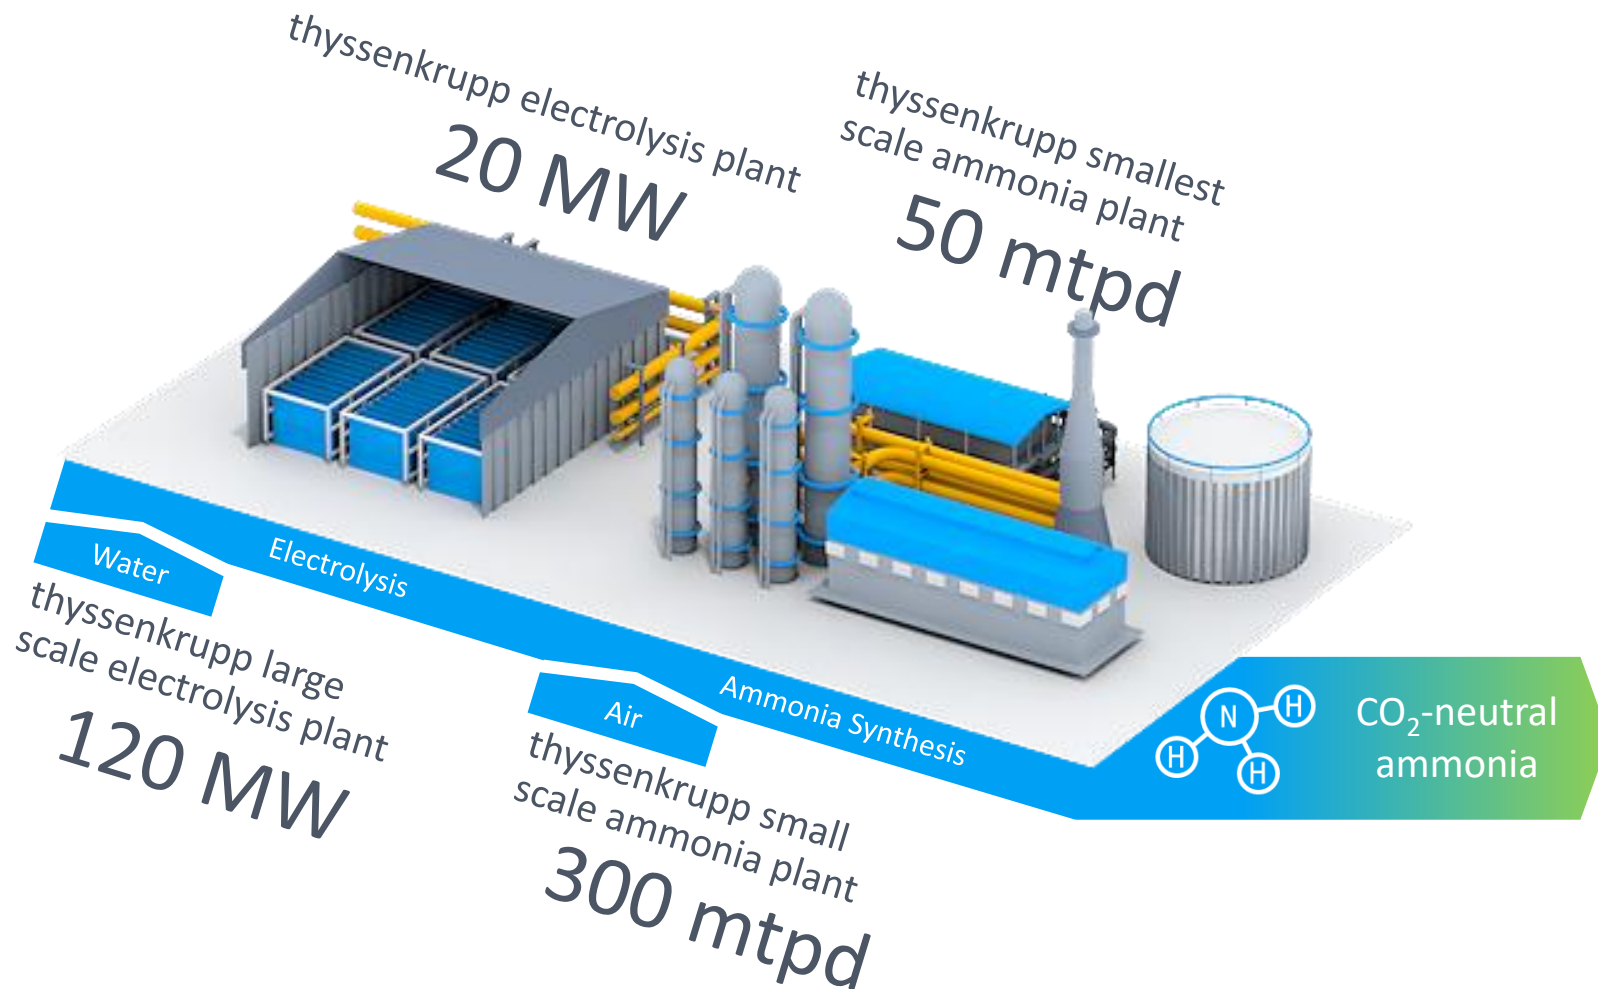 thyssenkrupp electrolysis plant
20 MW
thyssenkrupp smallest
scale ammonia plant
50 mtpd
Water
Electrolysis
thyssenkrupp large
scale electrolysis plant
120 MW
Air
Ammonia Synthesis
thyssenkrupp small
scale ammonia plant
300 mtpd
N
H
H
H
CO₂-neutral
ammonia